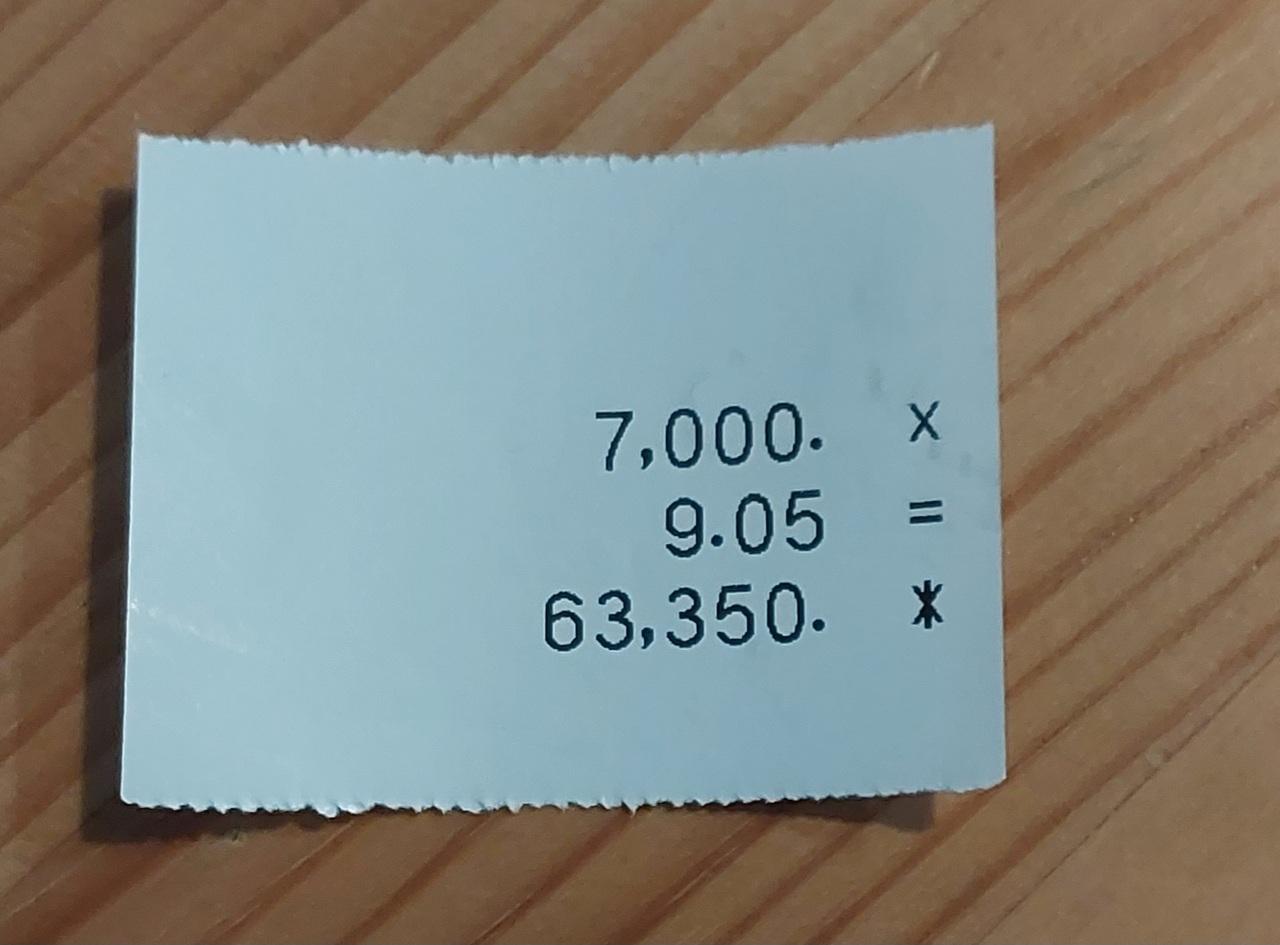 7,000. x
9.05 =
63,350. *